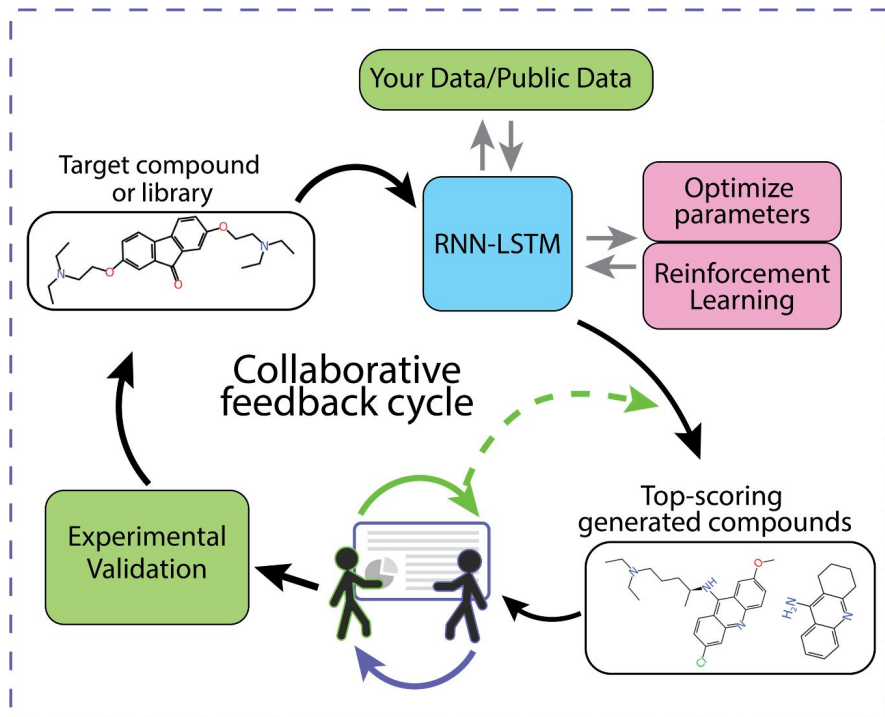 Your Data/Public Data
Target compound
or library
RNN-LSTM
Optimize
parameters
Reinforcement
Learning
O
N
N
O
O
Collaborative
feedback cycle
Top-scoring
generated compounds
Experimental
Validation
O
N
NH
H₂N
N
N
Cl